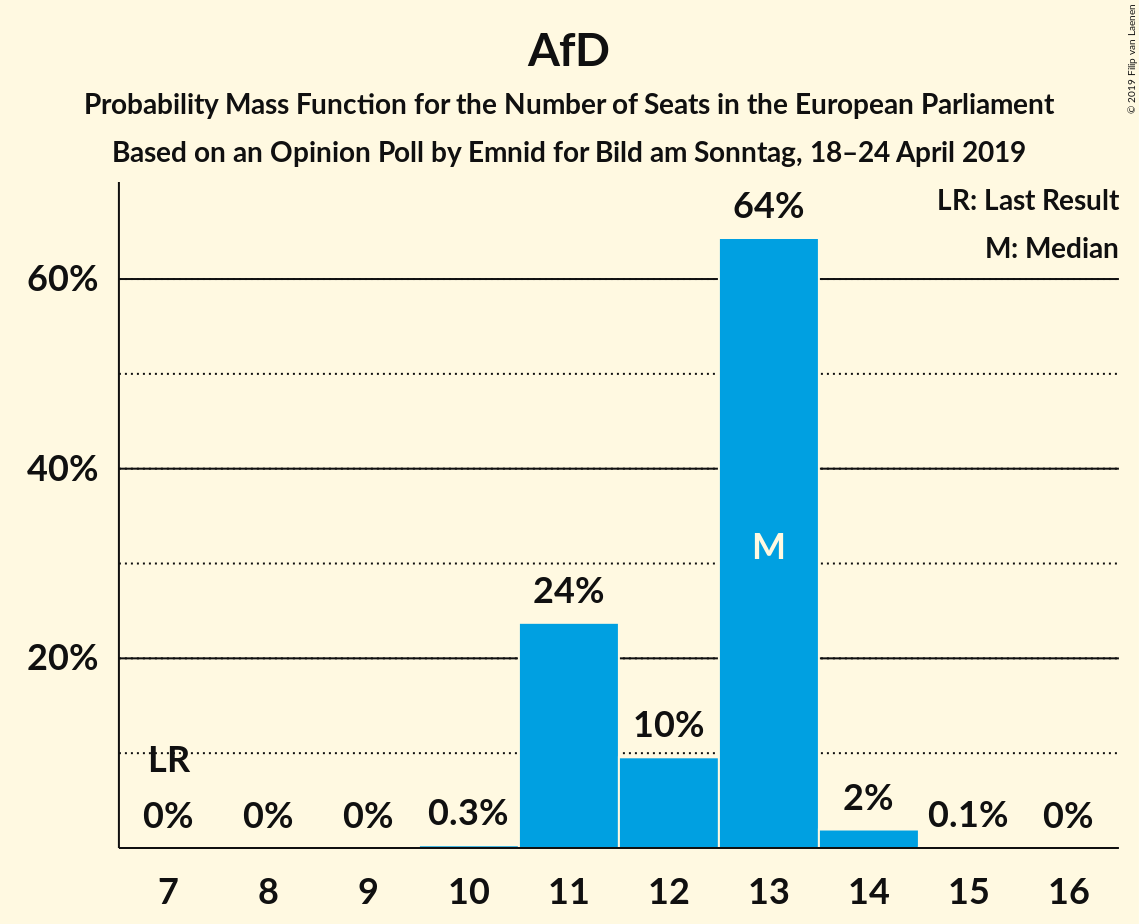 AfD
Probability Mass Function for the Number of Seats in the European Parliament
Based on an Opinion Poll by Emnid for Bild am Sonntag, 18–24 April 2019
© 2019 Filip van Laenen
LR: Last Result
M: Median
60%
40%
20%
LR
0%
0%
0%
0.3%
24%
10%
64%
M
2%
0.1%
0%
7 8 9 10 11 12 13 14 15 16